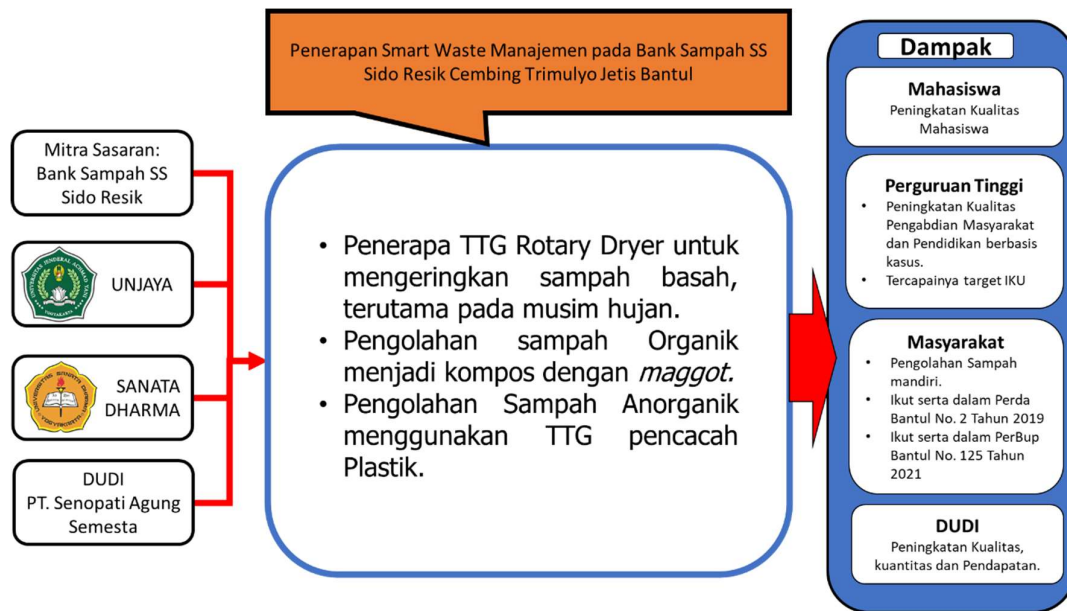 Penerapan Smart Waste Manajemen pada Bank Sampah SS
Sido Resik Cembing Trimulyo Jetis Bantul
Mitra Sasaran:
Bank Sampah SS
Sido Resik
UNJAYA
SANATA
DHARMA
DUDI
PT. Senopati Agung
Semesta
• Penerapa TTG Rotary Dryer untuk
mengeringkan sampah basah,
terutama pada musim hujan.
• Pengolahan sampah Organik
menjadi kompos dengan maggot.
• Pengolahan Sampah Anorganik
menggunakan TTG pencacah
Plastik.
Dampak
Mahasiswa
Peningkatan Kualitas
Mahasiswa
Perguruan Tinggi
• Peningkatan Kualitas
Pengabdian Masyarakat
dan Pendidikan berbasis
kasus.
• Tercapainya target IKU
Masyarakat
• Pengolahan Sampah
mandiri.
• Ikut serta dalam Perda
Bantul No. 2 Tahun 2019
• Ikut serta dalam PerBup
Bantul No. 125 Tahun
2021
DUDI
Peningkatan Kualitas,
kuantitas dan Pendapatan.